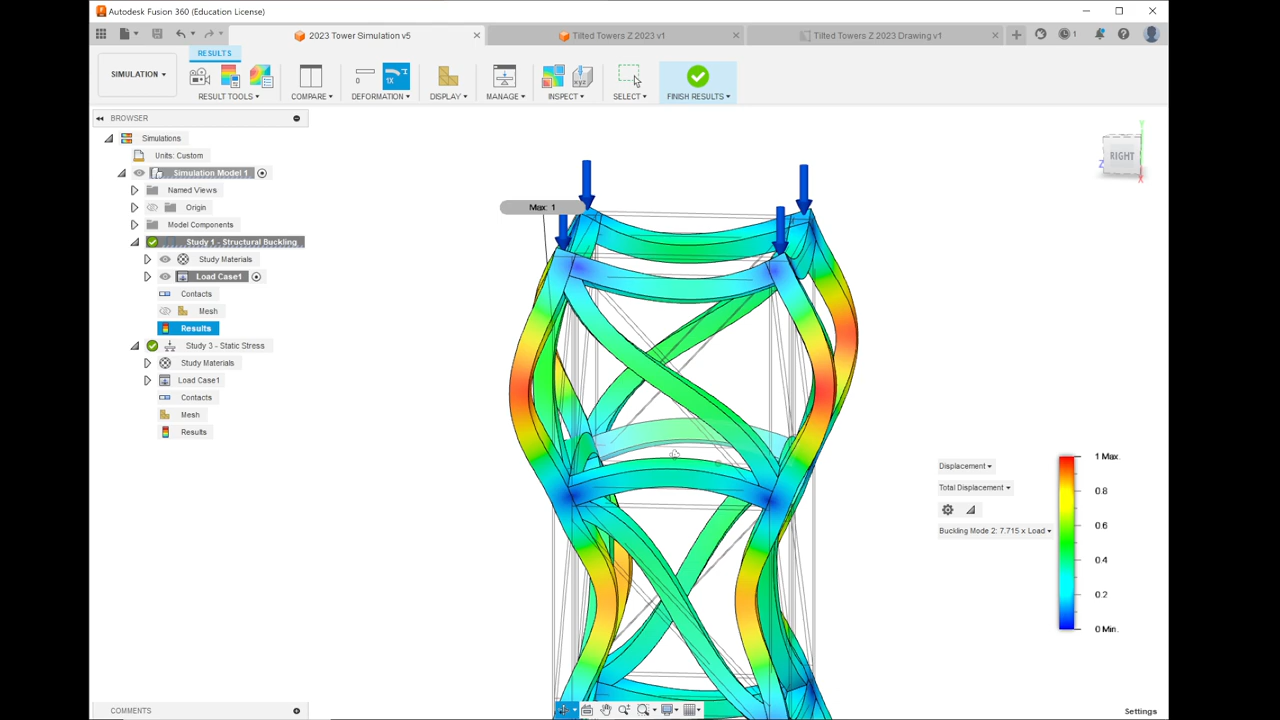 Autodesk Fusion 360 (Education License)
2023 Tower Simulation v5
Tilted Towers Z 2023 v1
Tilted Towers Z 2023 Drawing v1
1
RESULTS
SIMULATION
0
1X
xyz
RESULT TOOLS
COMPARE
DEFORMATION
DISPLAY
MANAGE
INSPECT
SELECT
FINISH RESULTS
BROWSER
Simulations
Units: Custom
Simulation Model 1
Named Views
Origin
Model Components
Study 1 - Structural Buckling
Study Materials
Load Case1
Contacts
Mesh
Results
Study 3 - Static Stress
Study Materials
Load Case1
Contacts
Mesh
Results
Max: 1
Y
RIGHT
Z
X
Displacement
Total Displacement
Buckling Mode 2: 7.715 x Load
1 Max.
0.8
0.6
0.4
0.2
0 Min.
COMMENTS
Settings